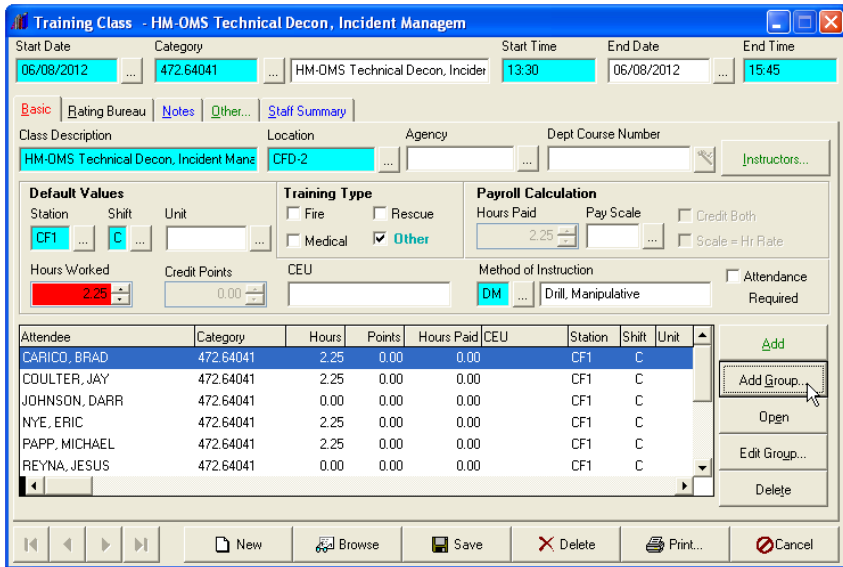 Training Class - HM-OMS Technical Decon, Incident Managem
Start Date Category Start Time End Date End Time
06/08/2012 ... 472.64041 ... HM-OMS Technical Decon, Incider 13:30 06/08/2012 ... 15:45
Basic Rating Bureau Notes Other... Staff Summary
Class Description Location Agency Dept Course Number
HM-OMS Technical Decon, Incident Mana CFD-2 ... ... Instructors...
Default Values Training Type Payroll Calculation
Station Shift Unit Fire Rescue Hours Paid Pay Scale Credit Both
CF1 ... C ... ... Medical Other 2.25 ... Scale = Hr Rate
Hours Worked Credit Points CEU Method of Instruction Attendance
2.25 0.00 DM ... Drill, Manipulative Required
Attendee Category Hours Points Hours Paid CEU Station Shift Unit
CARICO, BRAD 472.64041 2.25 0.00 0.00 CF1 C
COULTER, JAY 472.64041 2.25 0.00 0.00 CF1 C
JOHNSON, DARR 472.64041 0.00 0.00 0.00 CF1 C
NYE, ERIC 472.64041 2.25 0.00 0.00 CF1 C
PAPP, MICHAEL 472.64041 2.25 0.00 0.00 CF1 C
REYNA, JESUS 472.64041 0.00 0.00 0.00 CF1 C
Add
Add Group...
Open
Edit Group...
Delete
New Browse Save Delete Print... Cancel